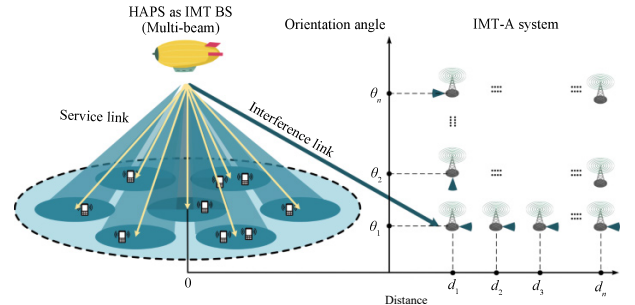 HAPS as IMT BS
(Multi-beam)
Orientation angle
IMT-A system
Service link
Interference link
θn
θ2
θ1
0
d1
d2
d3
dn
Distance